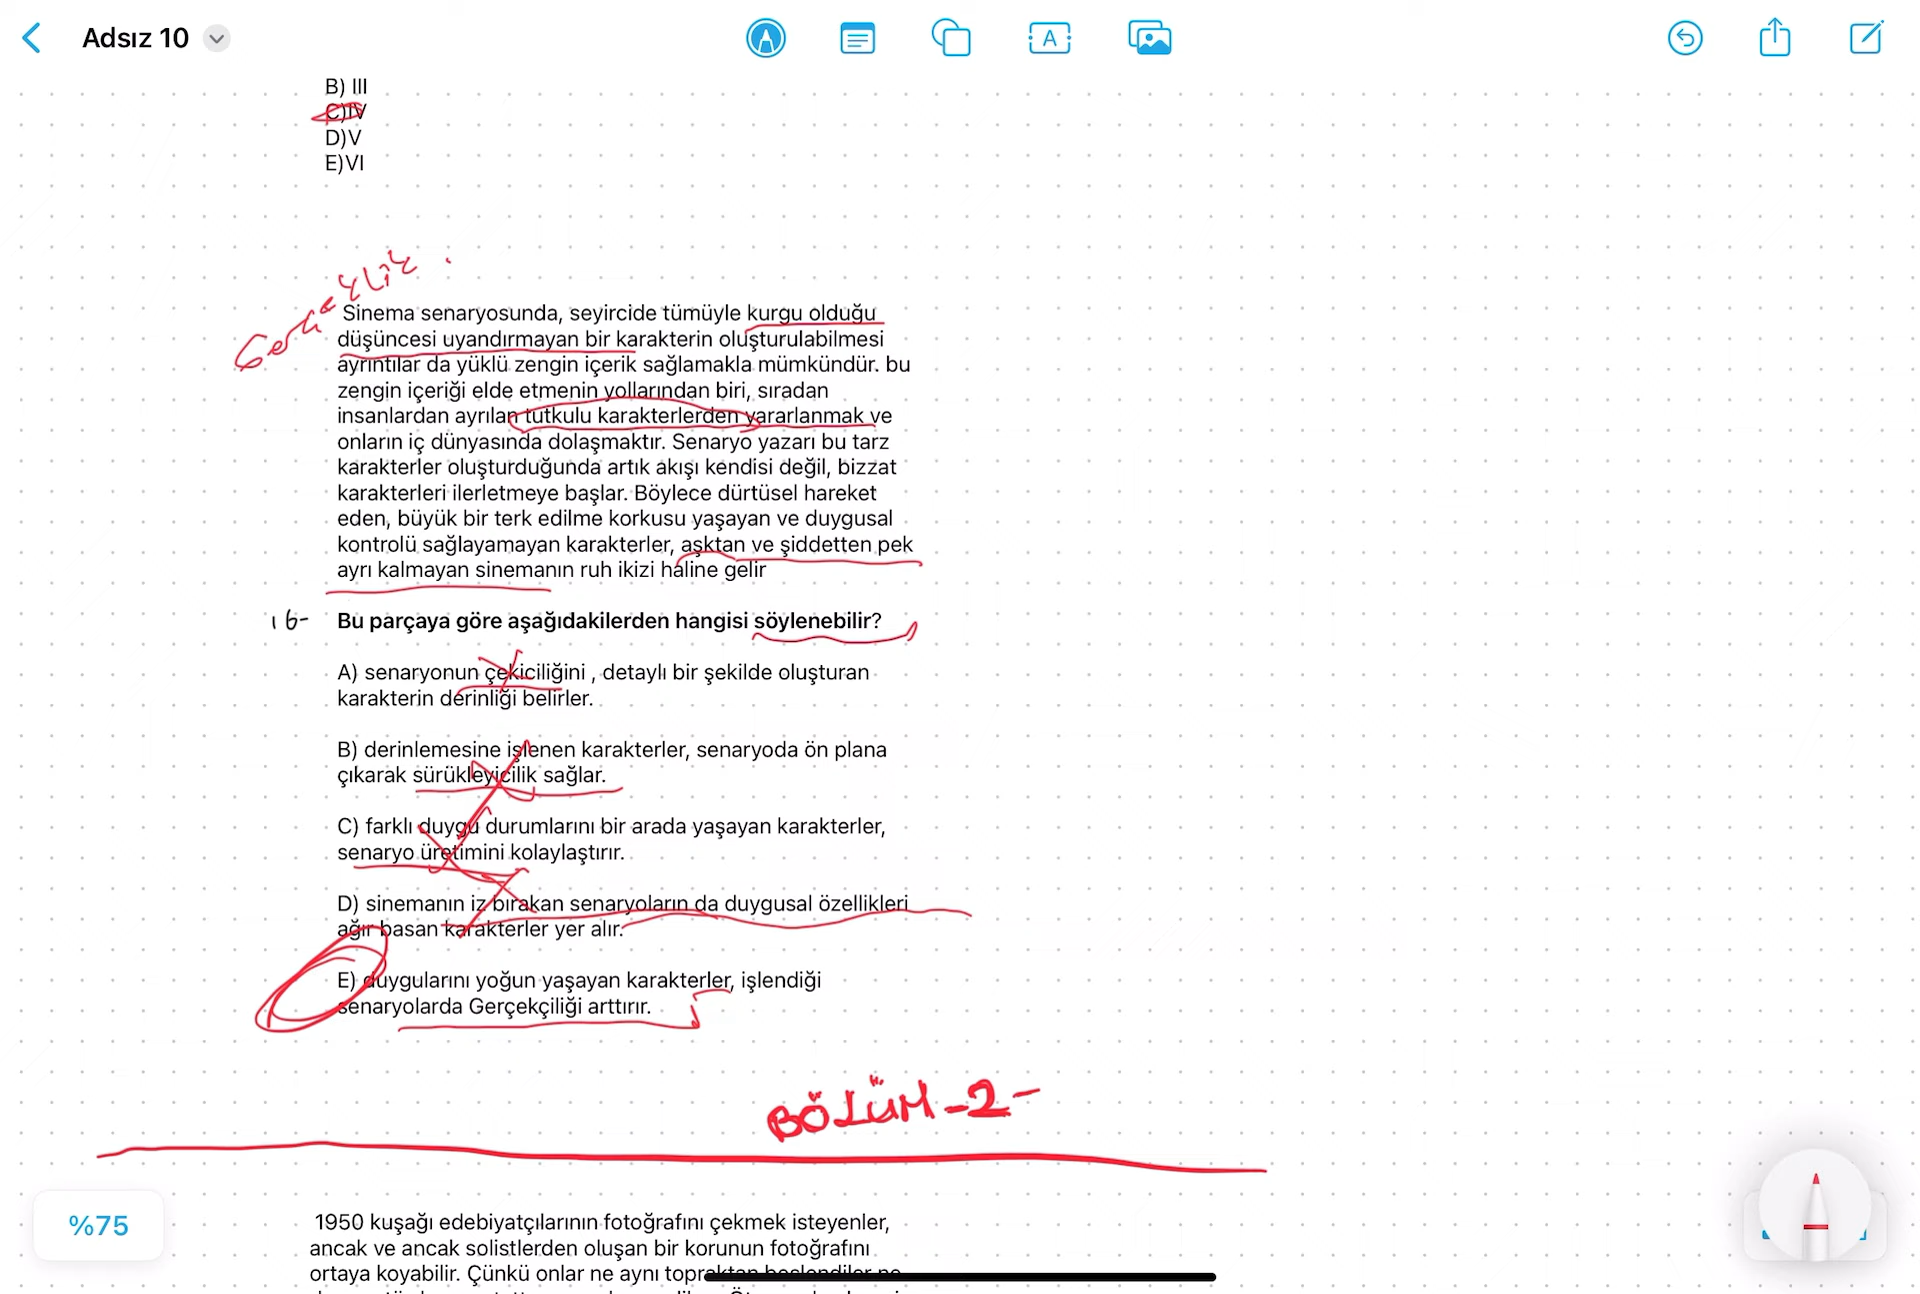 Adsız 10
B) III
C)IV
D)V
E)VI
Gerçekçilik
Sinema senaryosunda, seyircide tümüyle kurgu olduğu
düşüncesi uyandırmayan bir karakterin oluşturulabilmesi
ayrıntılar da yüklü zengin içerik sağlamakla mümkündür. bu
zengin içeriği elde etmenin yollarından biri, sıradan
insanlardan ayrılan tutkulu karakterlerden yararlanmak ve
onların iç dünyasında dolaşmaktır. Senaryo yazarı bu tarz
karakterler oluşturduğunda artık akışı kendisi değil, bizzat
karakterleri ilerletmeye başlar. Böylece dürtüsel hareket
eden, büyük bir terk edilme korkusu yaşayan ve duygusal
kontrolü sağlayamayan karakterler, aşktan ve şiddetten pek
ayrı kalmayan sinemanın ruh ikizi haline gelir
16- Bu parçaya göre aşağıdakilerden hangisi söylenebilir?
A) senaryonun çekiciliğini , detaylı bir şekilde oluşturan
karakterin derinliği belirler.
B) derinlemesine işlenen karakterler, senaryoda ön plana
çıkarak sürükleyicilik sağlar.
C) farklı duygu durumlarını bir arada yaşayan karakterler,
senaryo üretimini kolaylaştırır.
D) sinemanın iz bırakan senaryoların da duygusal özellikleri
ağır basan karakterler yer alır.
E) duygularını yoğun yaşayan karakterler, işlendiği
senaryolarda Gerçekçiliği arttırır.
BÖLÜM-2-
1950 kuşağı edebiyatçılarının fotoğrafını çekmek isteyenler,
ancak ve ancak solistlerden oluşan bir korunun fotoğrafını
ortaya koyabilir. Çünkü onlar ne aynı topraktan beslendiler ne
%75